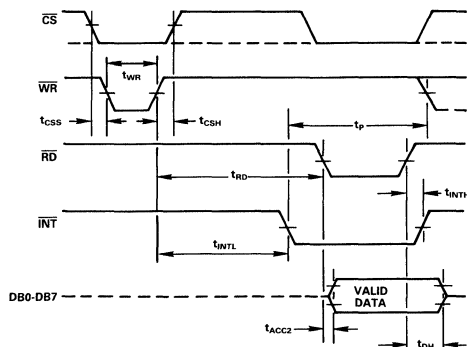 CS
tWR
WR
tCSS
tCSH
tP
RD
tRD
tINTH
INT
tINTL
DB0-DB7
VALID
DATA
tACC2
tDH